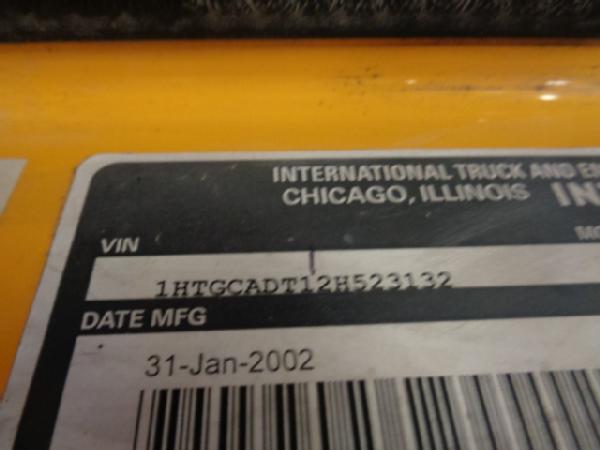 INTERNATIONAL TRUCK AND
CHICAGO, ILLINOIS
VIN
1HTGCADT12H523132
DATE MFG
31-Jan-2002